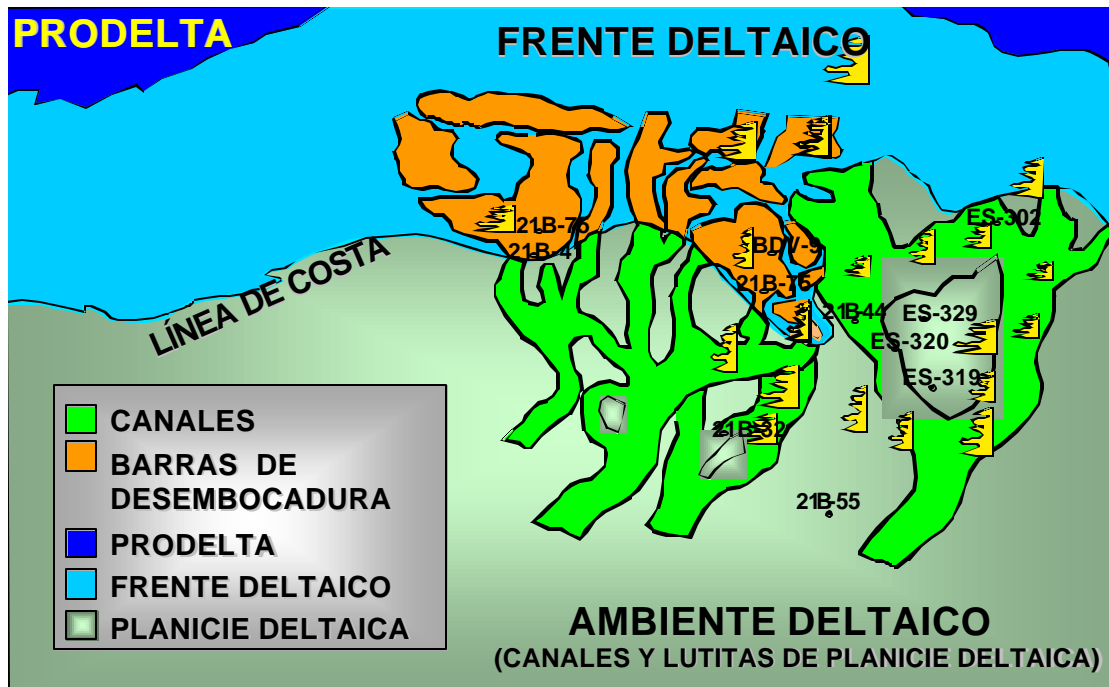 PRODELTA
FRENTE DELTAICO
21B-75
21B-41
ES-302
BDV-9
21B-76
LÍNEA DE COSTA
21B-44
ES-329
ES-320
ES-319
CANALES
BARRAS DE
DESEMBOCADURA
PRODELTA
FRENTE DELTAICO
PLANICIE DELTAICA
21B-32
21B-55
AMBIENTE DELTAICO
(CANALES Y LUTITAS DE PLANICIE DELTAICA)